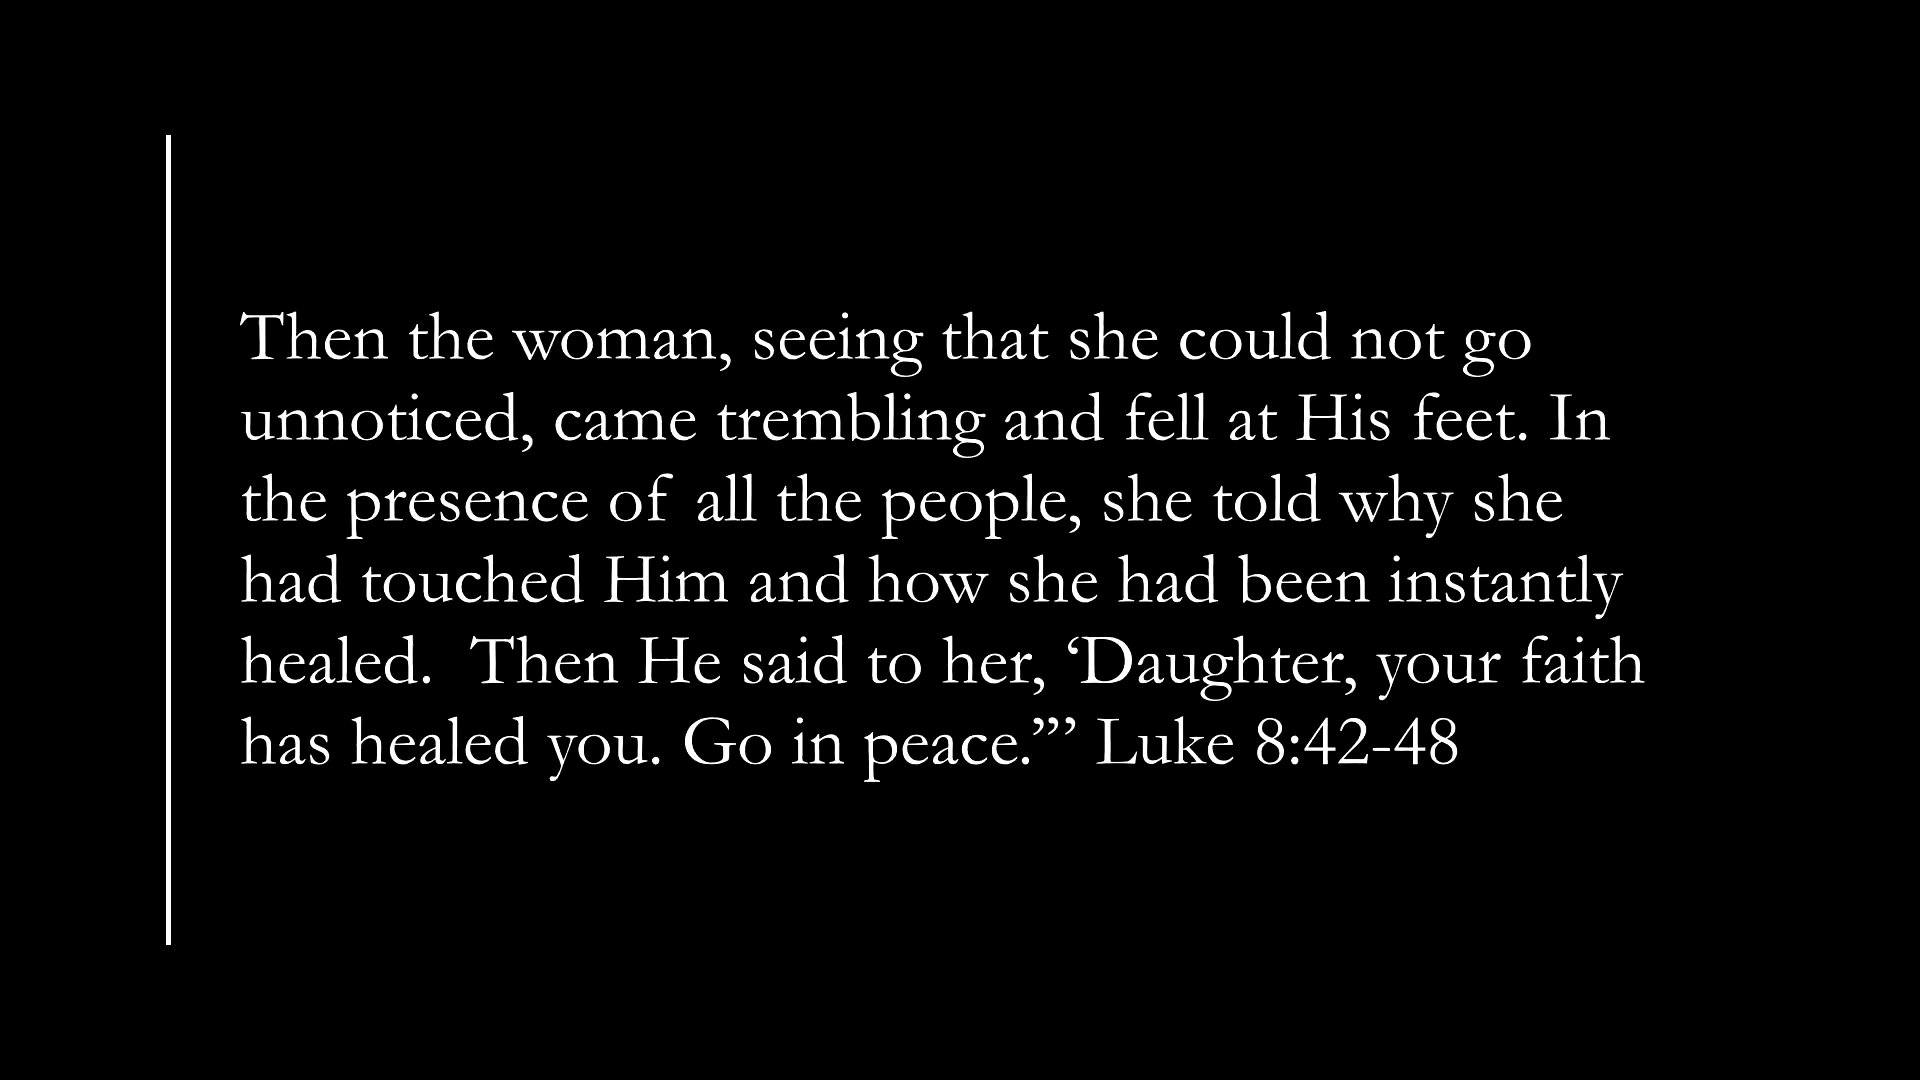 Then the woman, seeing that she could not go
unnoticed, came trembling and fell at His feet. In
the presence of all the people, she told why she
had touched Him and how she had been instantly
healed.  Then He said to her, ‘Daughter, your faith
has healed you. Go in peace.”’ Luke 8:42-48